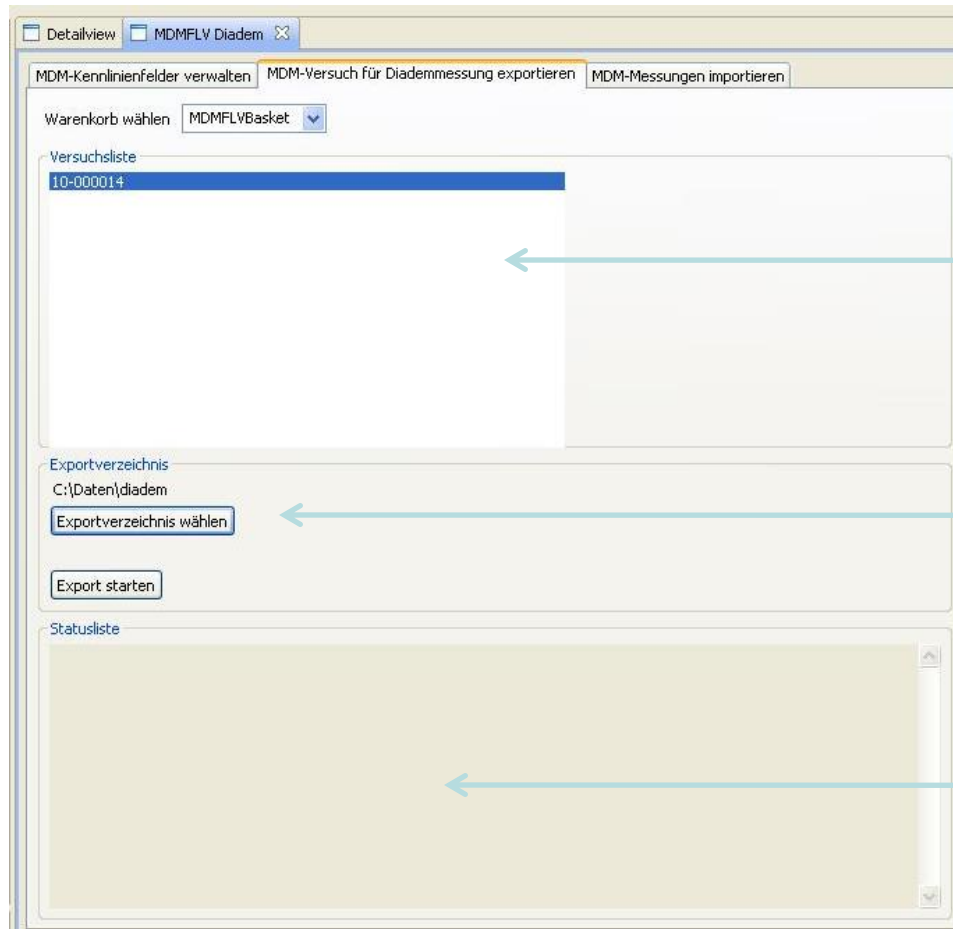 Detailview MDMFLV Diadem
MDM-Kennlinienfelder verwalten MDM-Versuch für Diademmessung exportieren MDM-Messungen importieren
Warenkorb wählen MDMFLVBasket
Versuchsliste
10-000014
Exportverzeichnis
C:\Daten\diadem
Exportverzeichnis wählen
Export starten
Statusliste